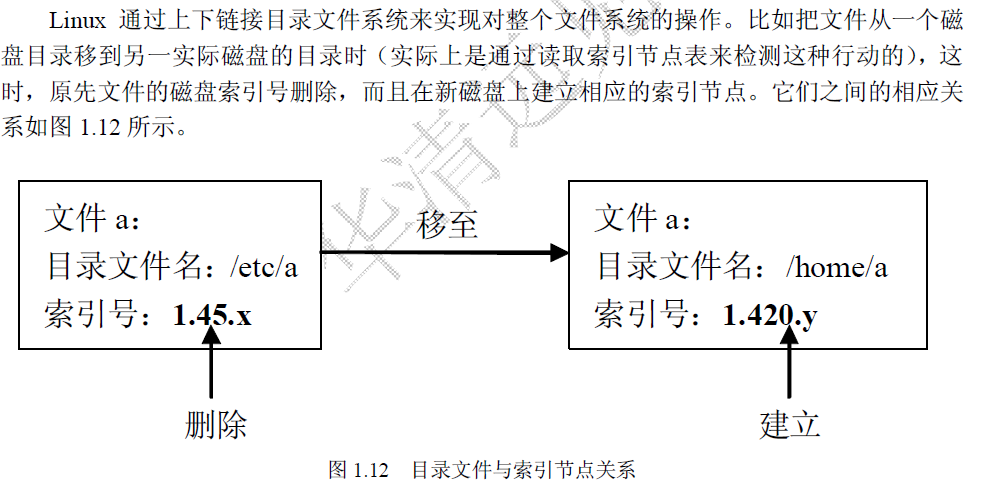 Linux 通过上下链接目录文件系统来实现对整个文件系统的操作。比如把文件从一个磁
盘目录移到另一实际磁盘的目录时（实际上是通过读取索引节点表来检测这种行动的），这
时，原先文件的磁盘索引号删除，而且在新磁盘上建立相应的索引节点。它们之间的相应关
系如图 1.12 所示。
文件 a：
目录文件名：/etc/a
索引号：1.45.x
移至
文件 a：
目录文件名：/home/a
索引号：1.420.y
删除
建立
图 1.12 目录文件与索引节点关系